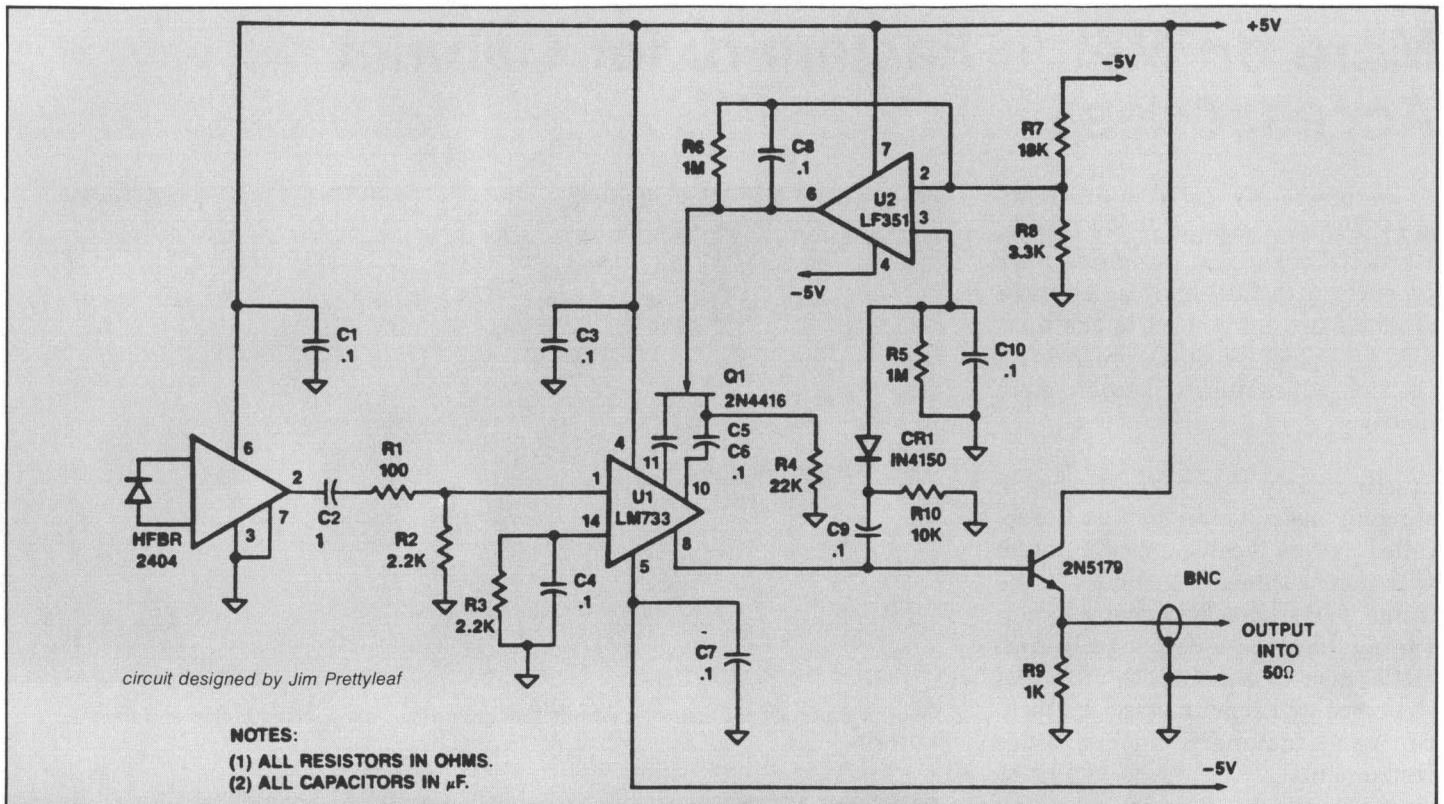 +5V
-5V
R7
18K
R6
1M
C8
.1
7
2
6
U2
LF351
3
4
-5V
R8
3.3K
C1
.1
C3
.1
R5
1M
C10
.1
Q1
2N4416
C5
C6
.1
R4
22K
6
R1
100
2
C2
1
3
7
HFBR
2404
R2
2.2K
4
11
10
1
U1
LM733
14
8
5
R3
2.2K
C4
.1
CR1
IN4150
R10
10K
C9
.1
2N5179
BNC
OUTPUT
INTO
50Ω
R9
1K
C7
.1
circuit designed by Jim Prettyleaf
NOTES:
(1) ALL RESISTORS IN OHMS.
(2) ALL CAPACITORS IN µF.
-5V